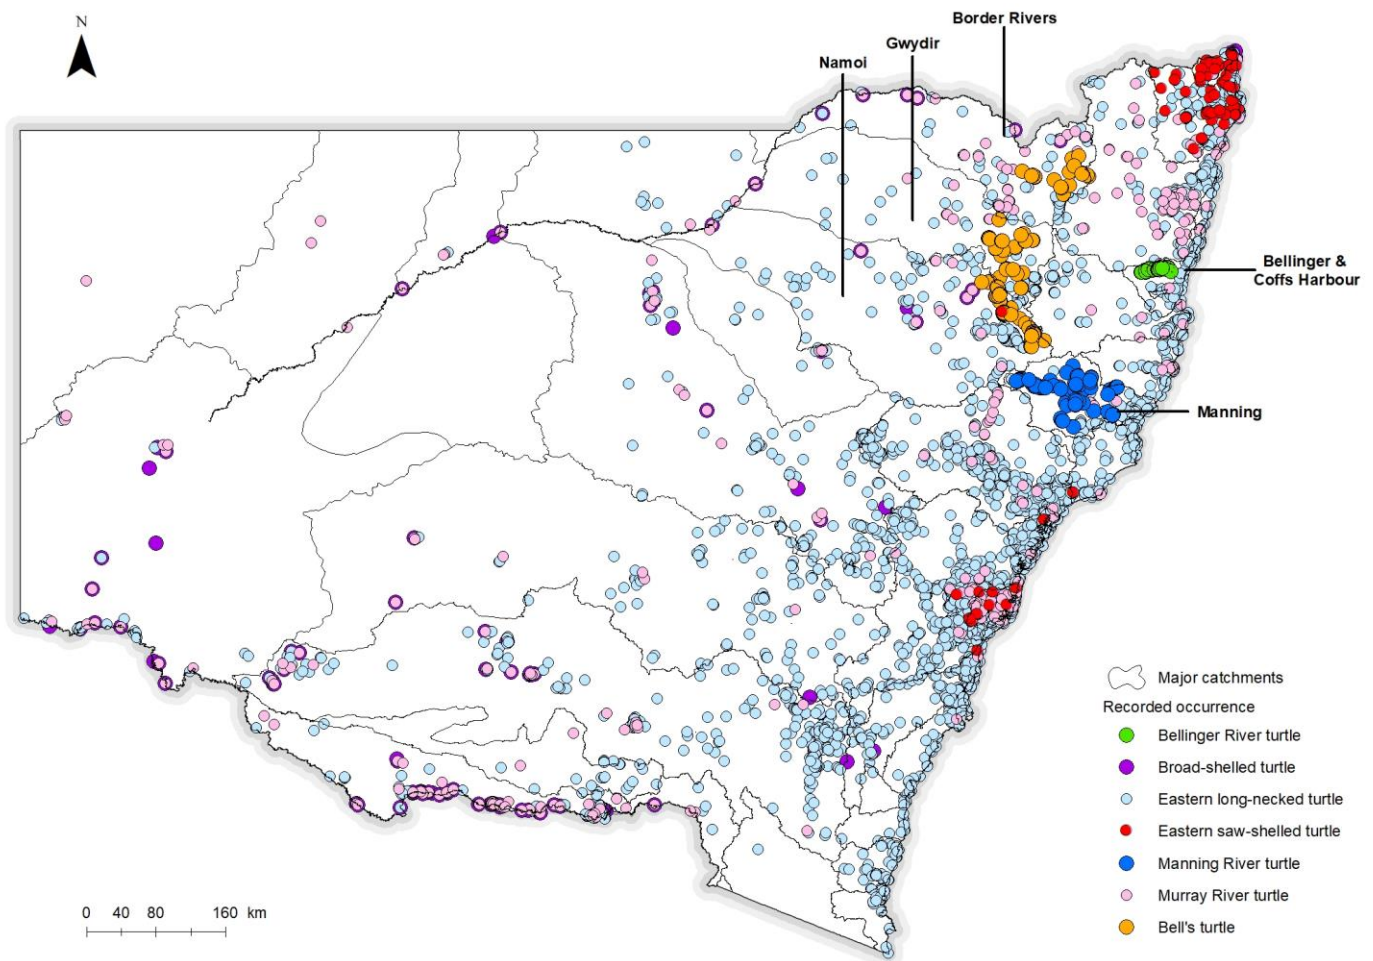 N
Border Rivers
Gwydir
Namoi
Bellinger &
Coffs Harbour
Manning
Major catchments
Recorded occurrence
Bellinger River turtle
Broad-shelled turtle
Eastern long-necked turtle
Eastern saw-shelled turtle
Manning River turtle
Murray River turtle
Bell's turtle
0 40 80 160 km